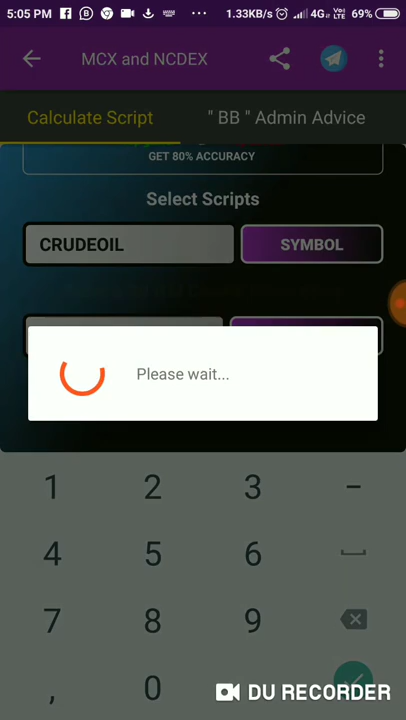 5:05 PM ... 1.33KB/s 4G VoLTE 69%
MCX and NCDEX
Calculate Script " BB " Admin Advice
GET 80% ACCURACY
Select Scripts
CRUDEOIL SYMBOL
Please wait...
1 2 3 –
4 5 6
7 8 9
, 0
DU RECORDER